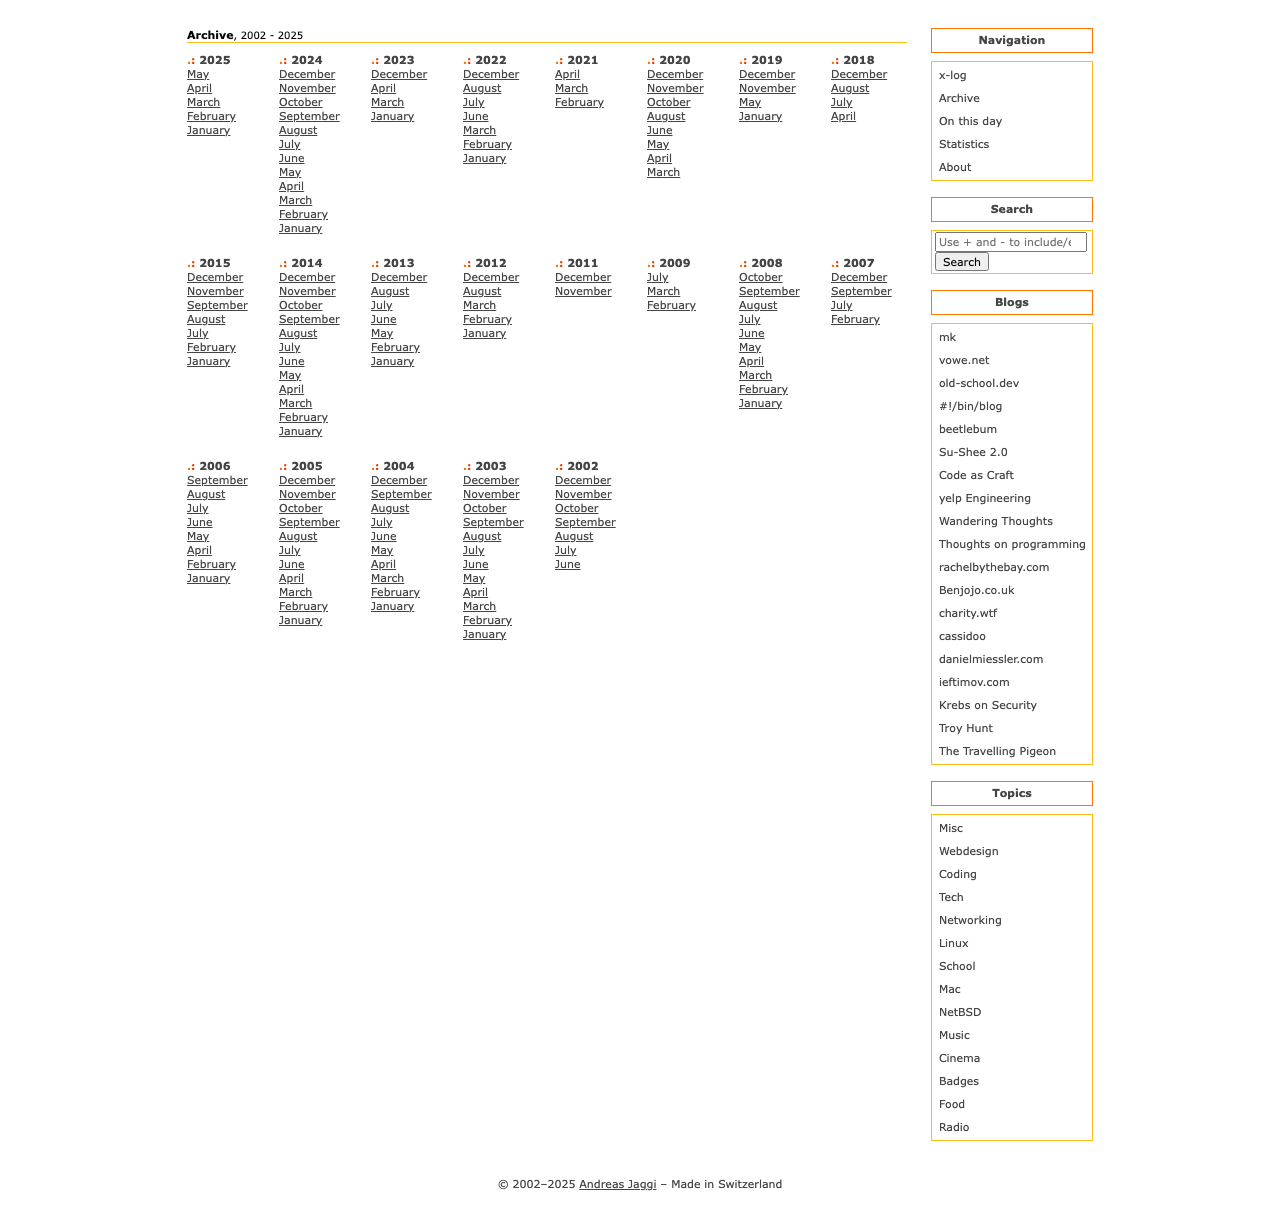 Archive, 2002 - 2025
.: 2025
May
April
March
February
January
.: 2024
December
November
October
September
August
July
June
May
April
March
February
January
.: 2023
December
April
March
January
.: 2022
December
August
July
June
March
February
January
.: 2021
April
March
February
.: 2020
December
November
October
August
June
May
April
March
.: 2019
December
November
May
January
.: 2018
December
August
July
April
.: 2015
December
November
September
August
July
February
January
.: 2014
December
November
October
September
August
July
June
May
April
March
February
January
.: 2013
December
August
July
June
May
February
January
.: 2012
December
August
March
February
January
.: 2011
December
November
.: 2009
July
March
February
.: 2008
October
September
August
July
June
May
April
March
February
January
.: 2007
December
September
July
February
.: 2006
September
August
July
June
May
April
February
January
.: 2005
December
November
October
September
August
July
June
April
March
February
January
.: 2004
December
September
August
July
June
May
April
March
February
January
.: 2003
December
November
October
September
August
July
June
May
April
March
February
January
.: 2002
December
November
October
September
August
July
June
Navigation
x-log
Archive
On this day
Statistics
About
Search
Use + and - to include/e
Search
Blogs
mk
vowe.net
old-school.dev
#!/bin/blog
beetlebum
Su-Shee 2.0
Code as Craft
yelp Engineering
Wandering Thoughts
Thoughts on programming
rachelbythebay.com
Benjojo.co.uk
charity.wtf
cassidoo
danielmiessler.com
ieftimov.com
Krebs on Security
Troy Hunt
The Travelling Pigeon
Topics
Misc
Webdesign
Coding
Tech
Networking
Linux
School
Mac
NetBSD
Music
Cinema
Badges
Food
Radio
© 2002–2025 Andreas Jaggi – Made in Switzerland